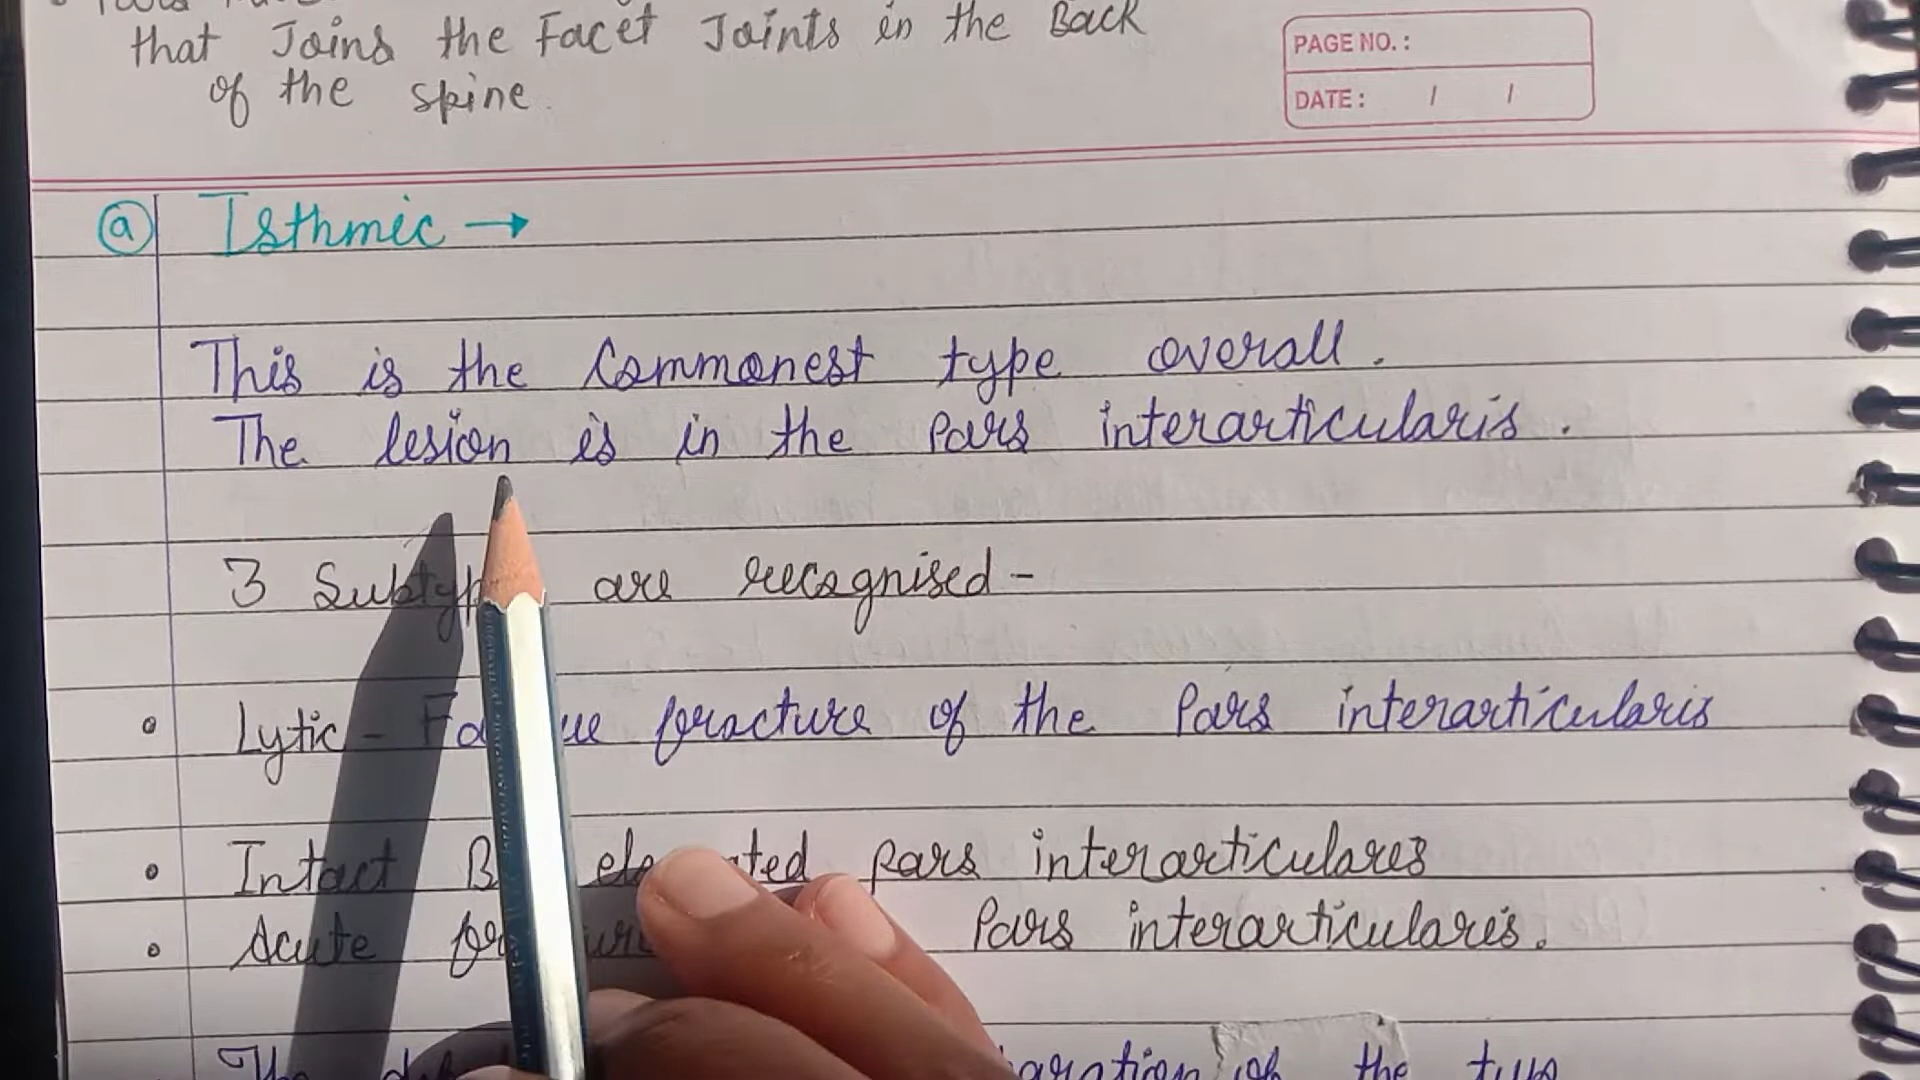 that Joins the Facet Joints in the Back
of the spine.
PAGE NO.:
DATE: / /
a Isthmic →
This is the Commonest type overall.
The lesion is in the Pars interarticularis.
3 are recognised -
Lytic - fracture of the Pars interarticularis
Intact pars interarticulares
Acute Pars interarticulares.
of the